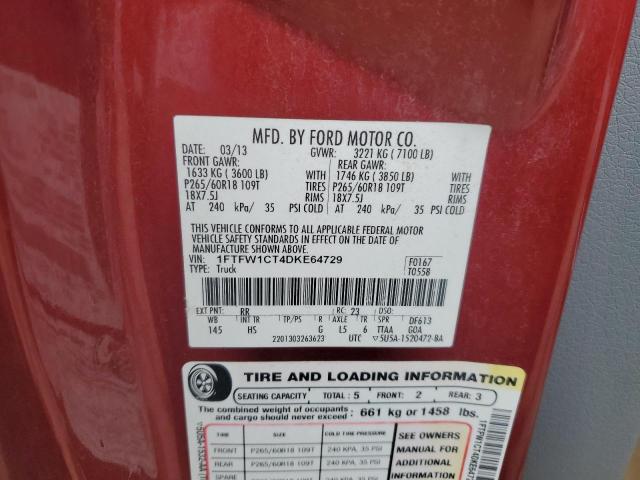 MFD. BY FORD MOTOR CO.
DATE: 03/13 GVWR: 3221 KG ( 7100 LB)
FRONT GAWR: REAR GAWR:
1633 KG ( 3600 LB) WITH 1746 KG ( 3850 LB) WITH
P265/60R18 109T TIRES P265/60R18 109T TIRES
18X7.5J RIMS 18X7.5J RIMS
AT 240 kPa/ 35 PSI COLD AT 240 kPa/ 35 PSI COLD
THIS VEHICLE CONFORMS TO ALL APPLICABLE FEDERAL MOTOR
VEHICLE SAFETY AND THEFT PREVENTION STANDARDS IN EFFECT ON THE DATE OF
MANUFACTURE SHOWN ABOVE.
VIN: 1FTFW1CT4DKE64729 F0167
TYPE: Truck T0558
EXT PNT: RR RC: 23 DSO:
WB INT TR TP/PS R AXLE TR SPR DF613
145 HS G L5 6 TTAA GOA
2201303263623 UTC ▽5U5A-1520472-BA
TIRE AND LOADING INFORMATION
SEATING CAPACITY TOTAL : 5 FRONT: 2 REAR: 3
The combined weight of occupants and cargo should never exceed: 661 kg or 1458 lbs.
TIRE SIZE COLD TIRE PRESSURE
FRONT P265/60R18 109T 240 KPA, 35 PSI
REAR P265/60R18 109T 240 KPA, 35 PSI
SPARE
SEE OWNERS
MANUAL FOR
ADDITIONAL
INFORMATION